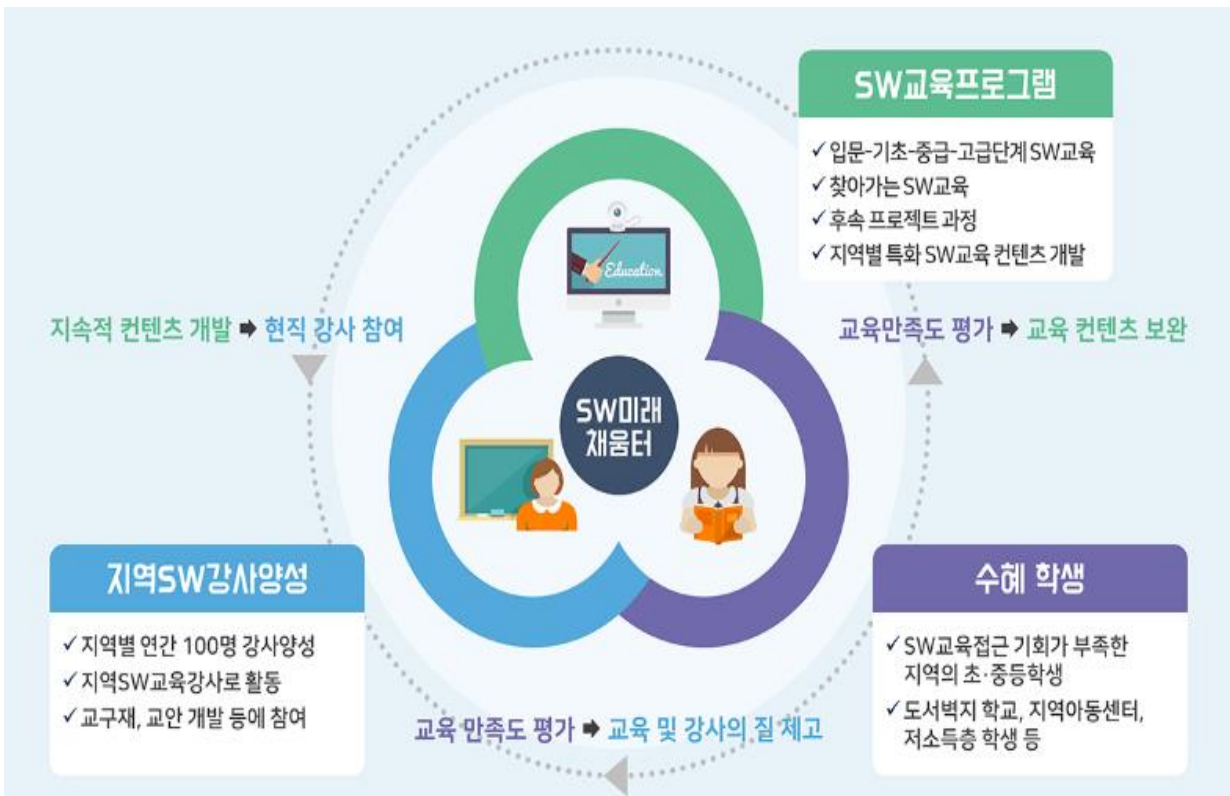 SW교육프로그램
✓ 입문-기초-중급-고급단계 SW교육
✓ 찾아가는 SW교육
✓ 후속 프로젝트 과정
✓ 지역별 특화 SW교육 컨텐츠 개발
Education
지속적 컨텐츠 개발 ➡ 현직 강사 참여
교육만족도 평가 ➡ 교육 컨텐츠 보완
SW미래
채움터
지역SW강사양성
✓ 지역별 연간 100명 강사양성
✓ 지역SW교육강사로 활동
✓ 교구재, 교안 개발 등에 참여
수혜 학생
✓ SW교육접근 기회가 부족한
지역의 초·중등학생
✓ 도서벽지 학교, 지역아동센터,
저소득층 학생 등
교육 만족도 평가 ➡ 교육 및 강사의 질 제고